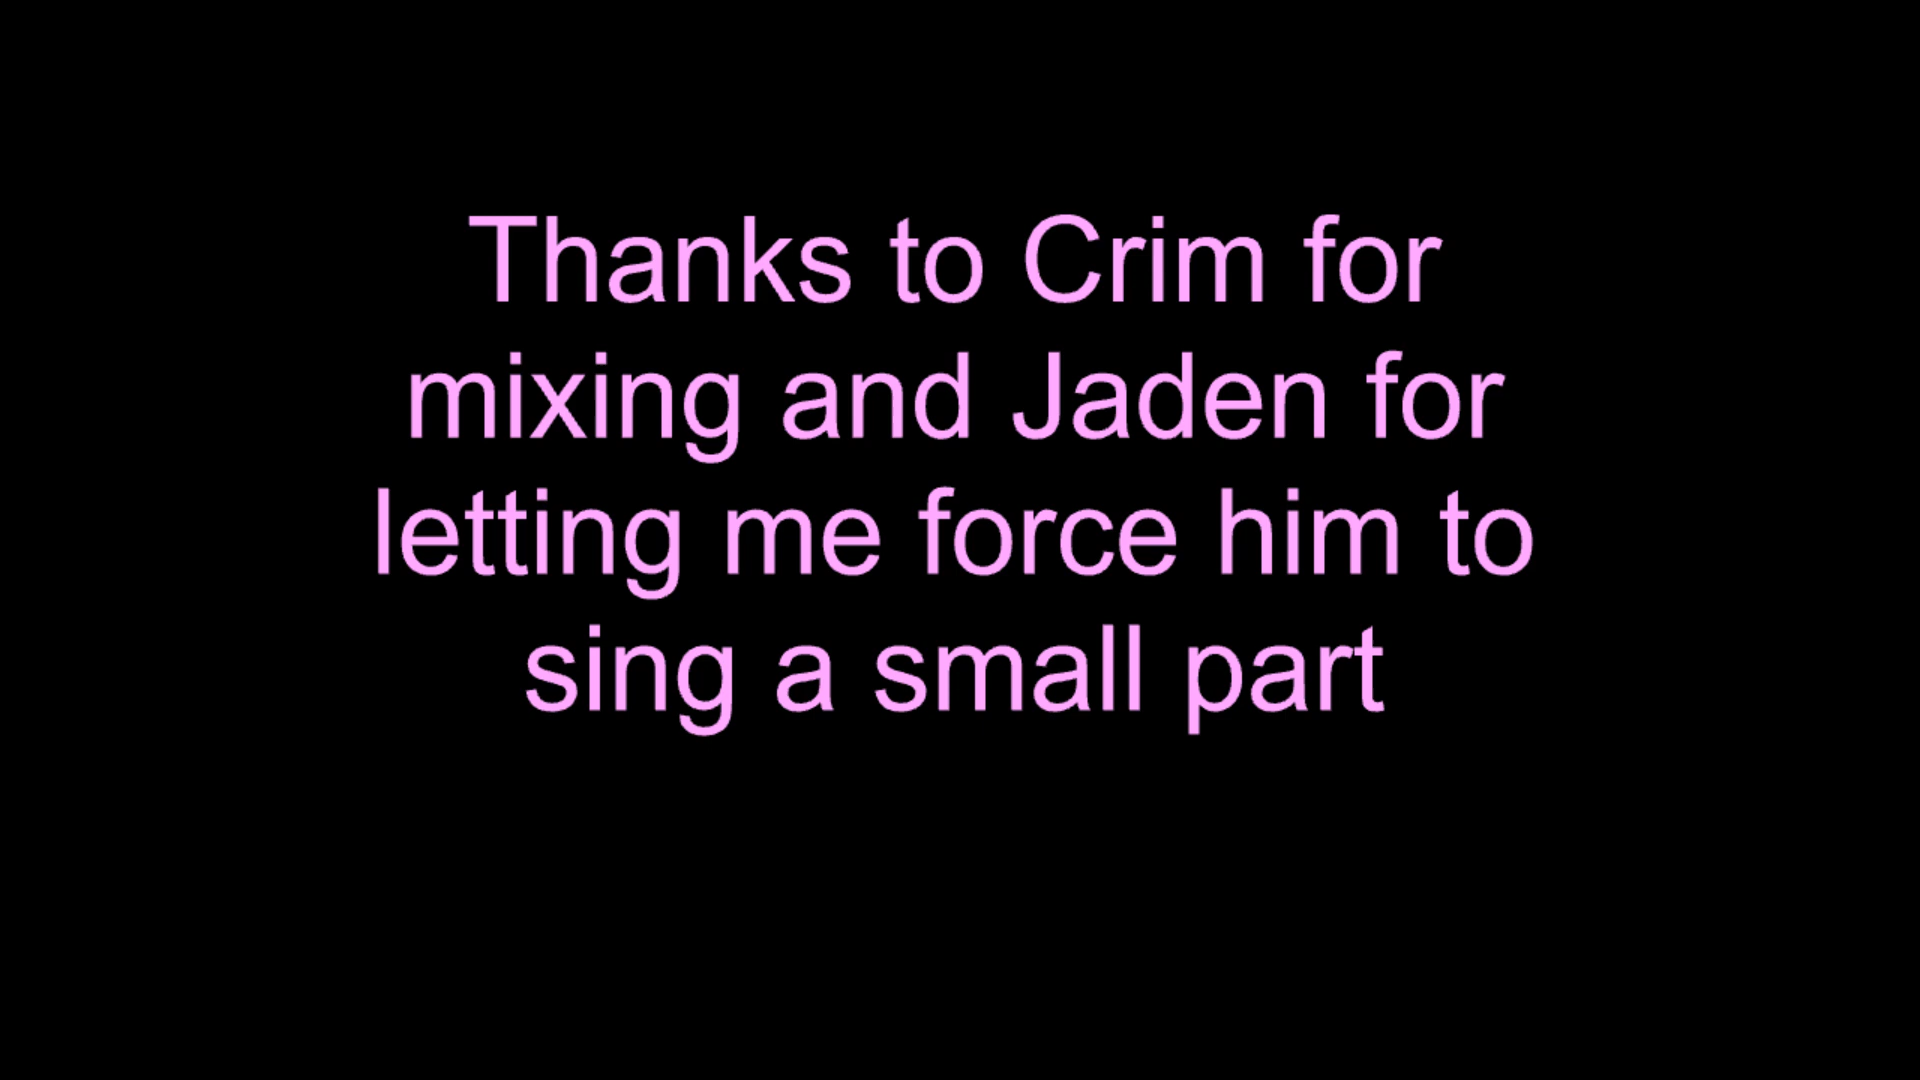 Thanks to Crim for
mixing and Jaden for
letting me force him to
sing a small part